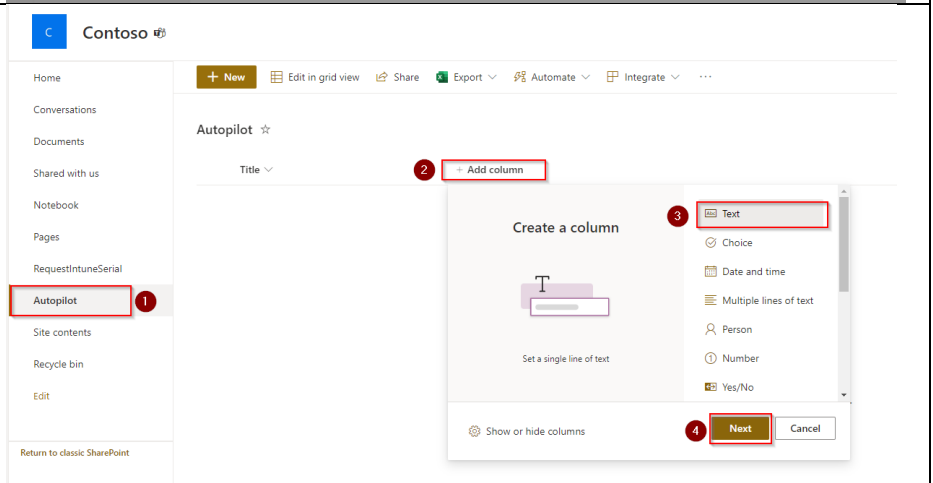 C
Contoso
Home
Conversations
Documents
Shared with us
Notebook
Pages
RequestIntuneSerial
Autopilot
1
Site contents
Recycle bin
Edit
Return to classic SharePoint
+ New
Edit in grid view
Share
Export
Automate
Integrate
...
Autopilot
Title
2
+ Add column
Create a column
T
Set a single line of text
3
Abc Text
Choice
Date and time
Multiple lines of text
Person
1 Number
Yes/No
Show or hide columns
4
Next
Cancel